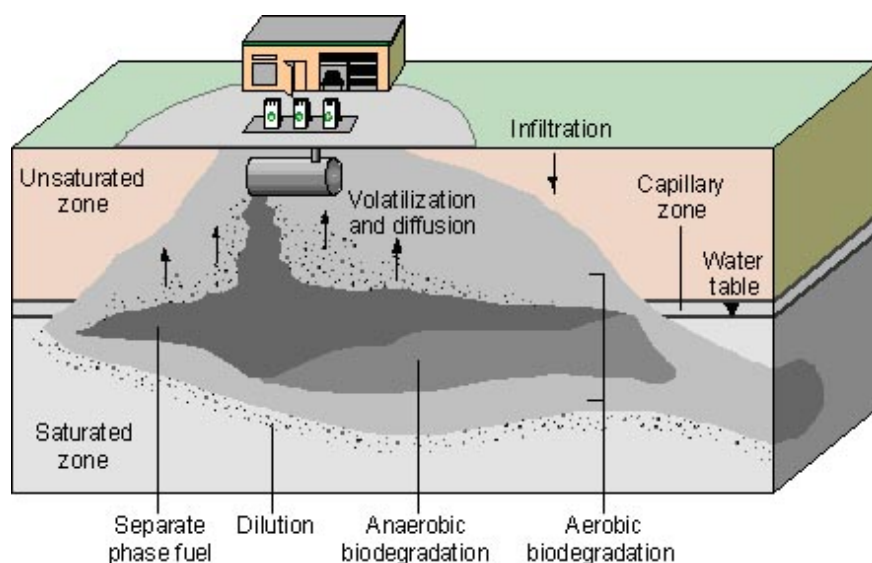 Infiltration
Unsaturated
zone
Capillary
zone
Volatilization
and diffusion
Water
table
Saturated
zone
Separate
phase fuel
Dilution
Anaerobic
biodegradation
Aerobic
biodegradation